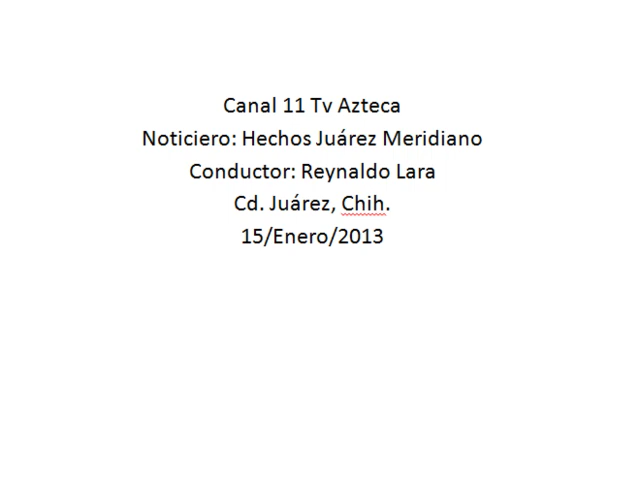 Canal 11 Tv Azteca
Noticiero: Hechos Juárez Meridiano
Conductor: Reynaldo Lara
Cd. Juárez, Chih.
15/Enero/2013